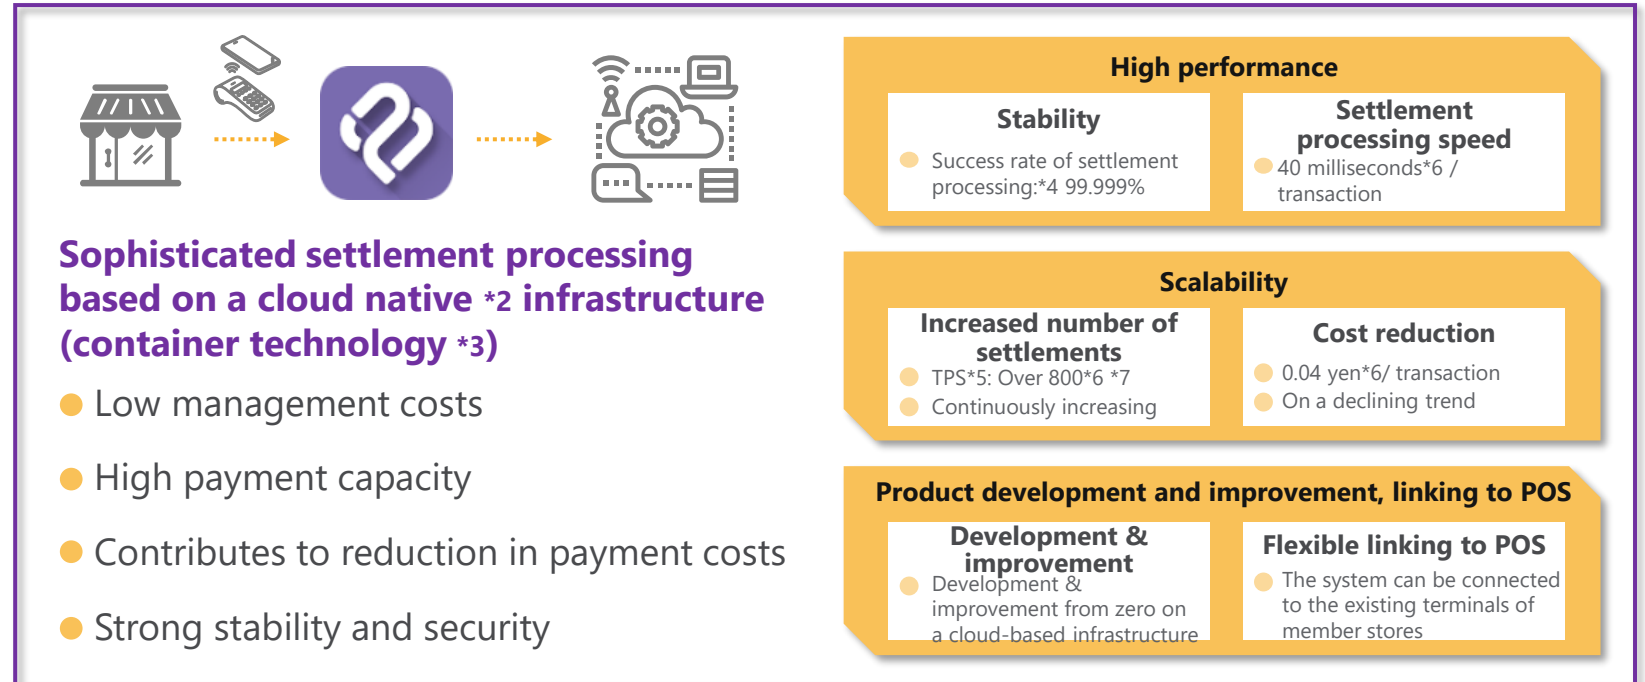 Sophisticated settlement processing
based on a cloud native *2 infrastructure
(container technology *3)
Low management costs
High payment capacity
Contributes to reduction in payment costs
Strong stability and security
High performance
Stability
Success rate of settlement
processing:*4 99.999%
Settlement
processing speed
40 milliseconds*6 /
transaction
Scalability
Increased number of
settlements
TPS*5: Over 800*6 *7
Continuously increasing
Cost reduction
0.04 yen*6/ transaction
On a declining trend
Product development and improvement, linking to POS
Development &
improvement
Development &
improvement from zero on
a cloud-based infrastructure
Flexible linking to POS
The system can be connected
to the existing terminals of
member stores